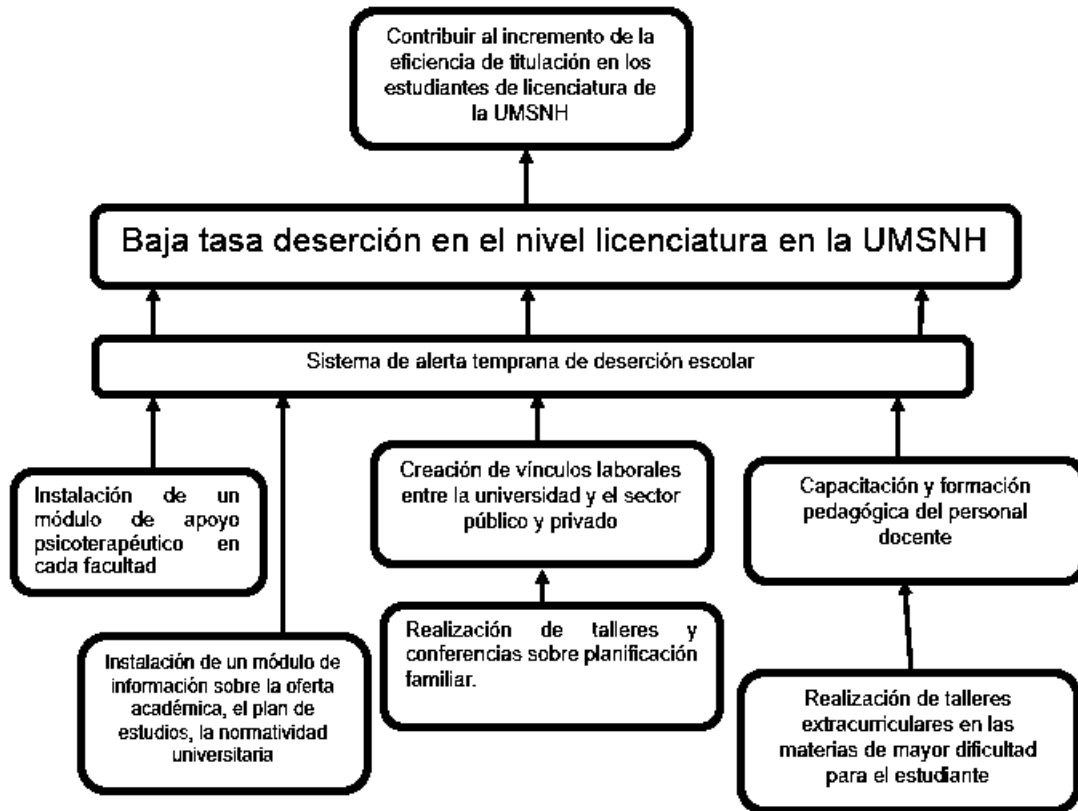 Contribuir al incremento de la
eficiencia de titulación en los
estudiantes de licenciatura de
la UMSNH
Baja tasa deserción en el nivel licenciatura en la UMSNH
Sistema de alerta temprana de deserción escolar
Instalación de un
módulo de apoyo
psicoterapéutico en
cada facultad
Creación de vínculos laborales
entre la universidad y el sector
público y privado
Capacitación y formación
pedagógica del personal
docente
Instalación de un módulo de
información sobre la oferta
académica, el plan de
estudios, la normatividad
universitaria
Realización de talleres y
conferencias sobre planificación
familiar.
Realización de talleres
extracurriculares en las
materias de mayor dificultad
para el estudiante